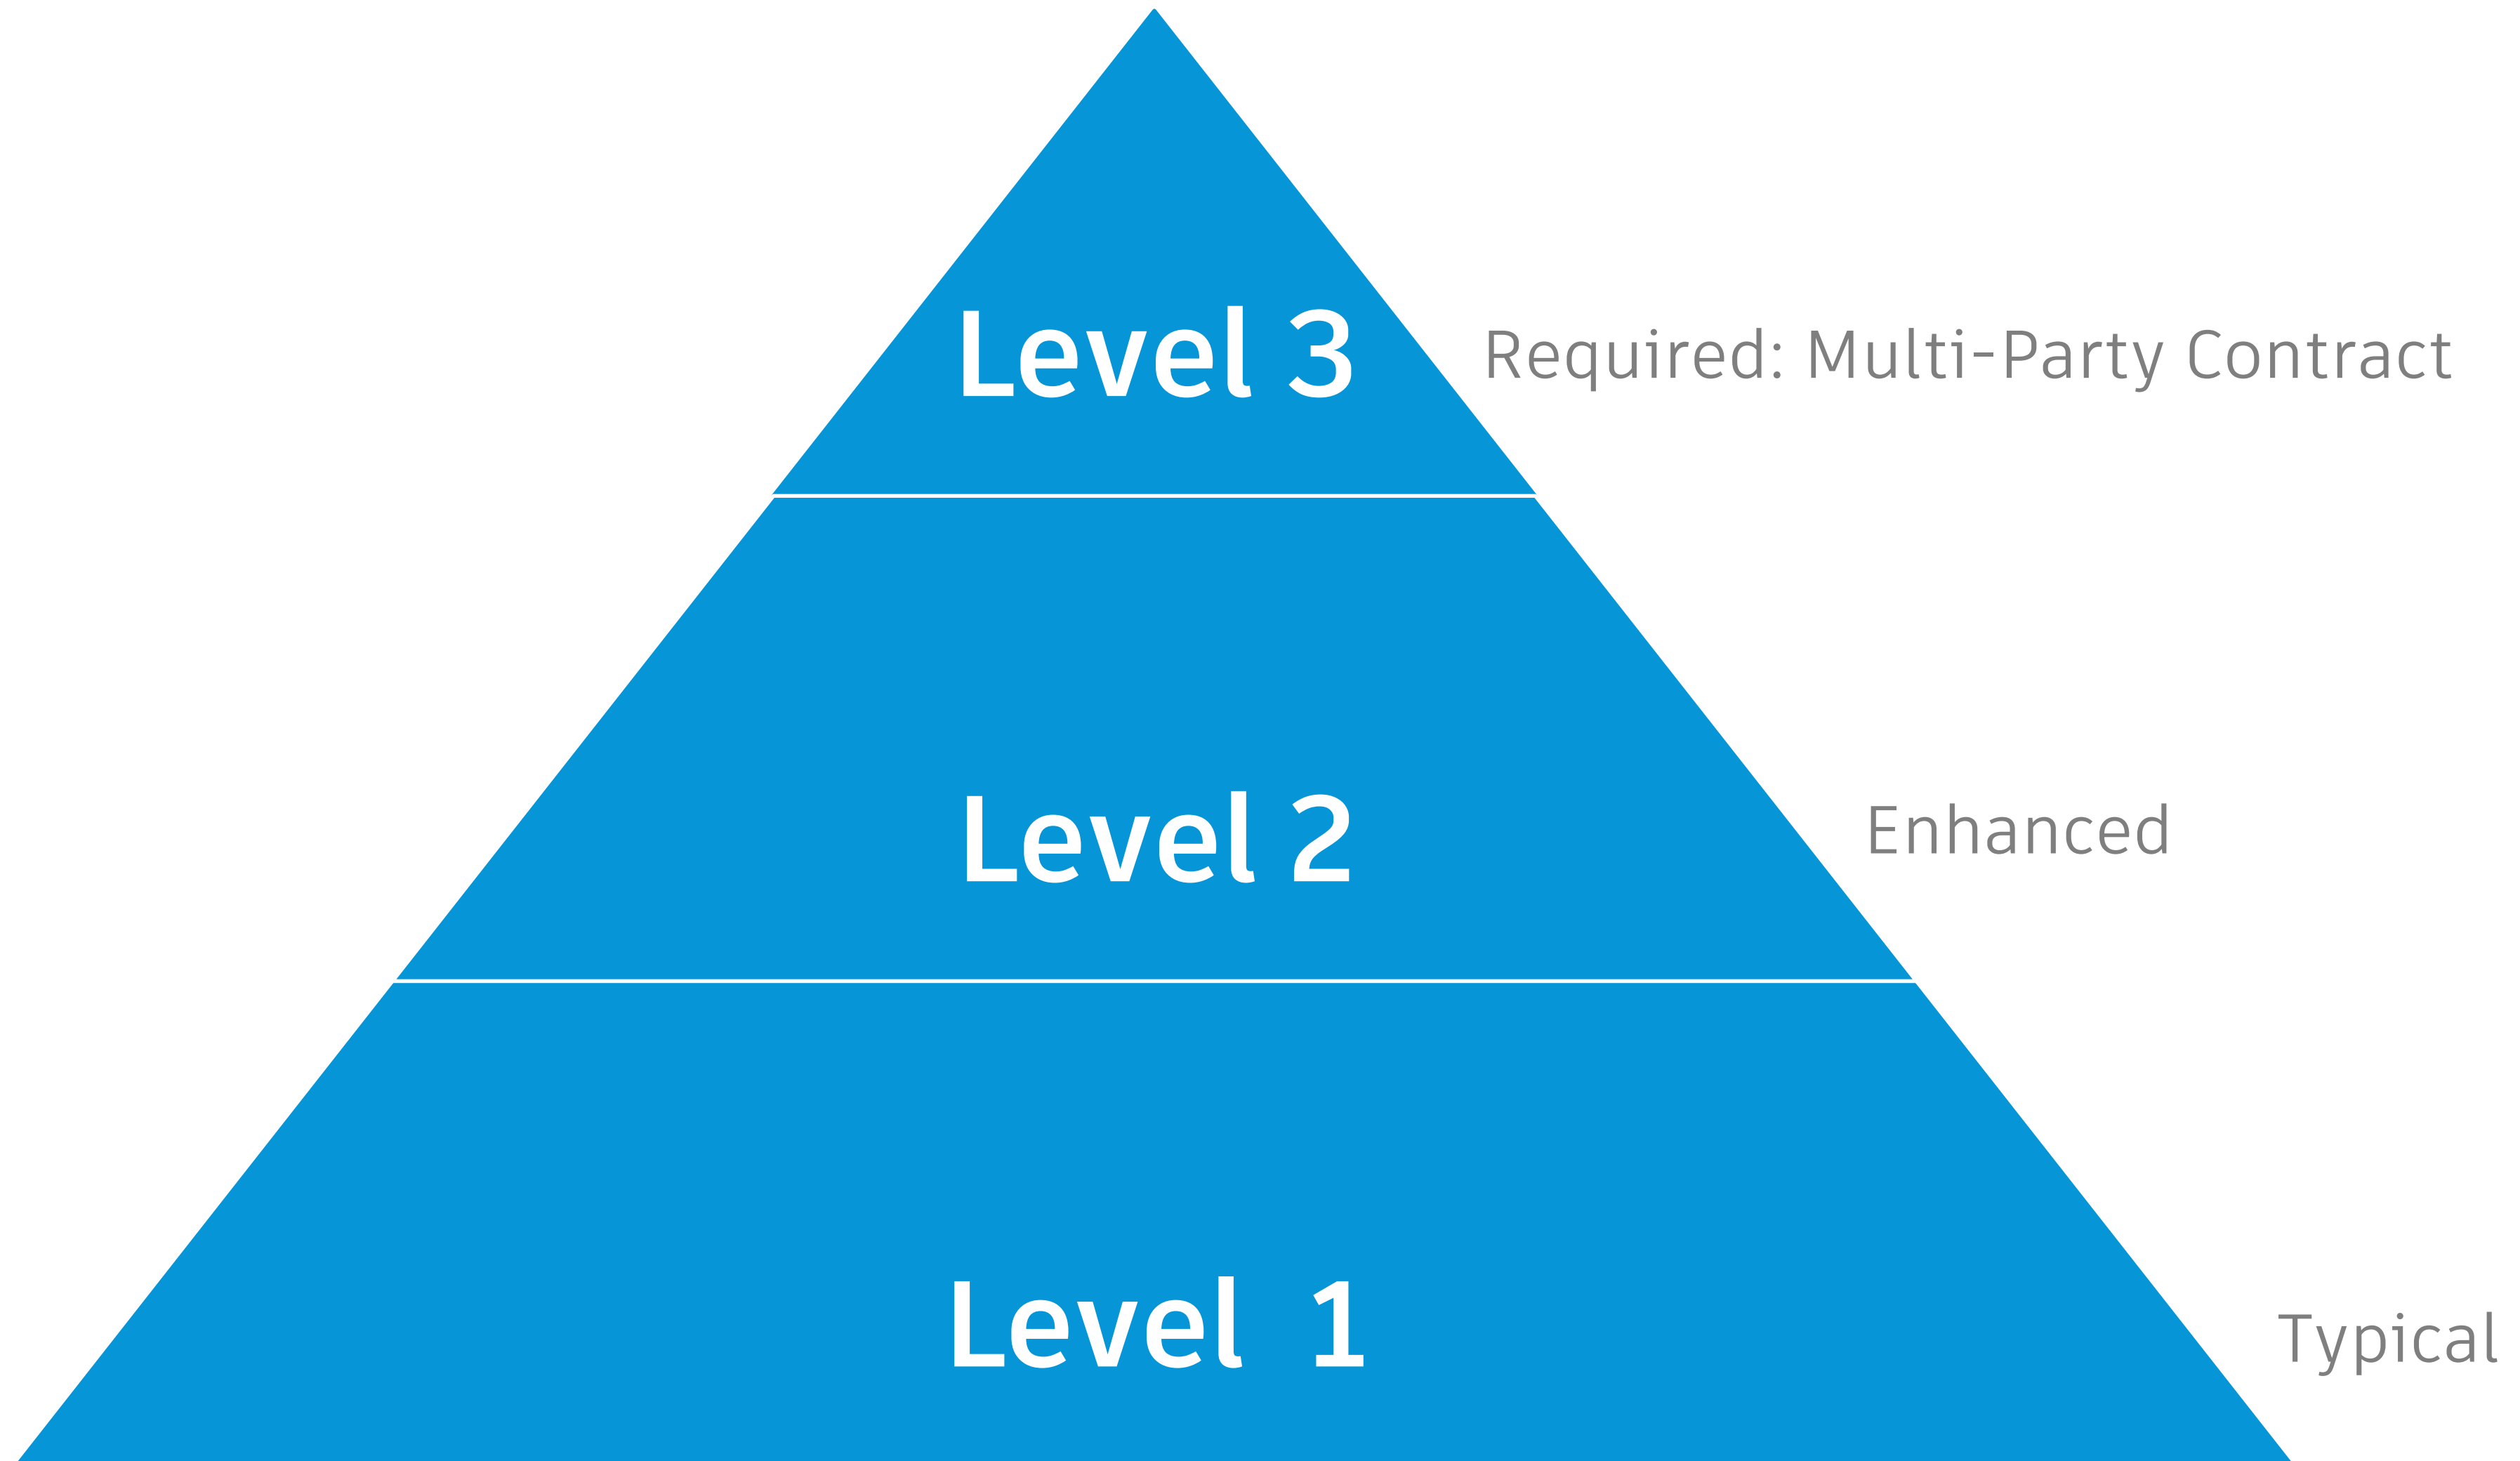 Level 3
Required: Multi-Party Contract
Level 2
Enhanced
Level 1
Typical